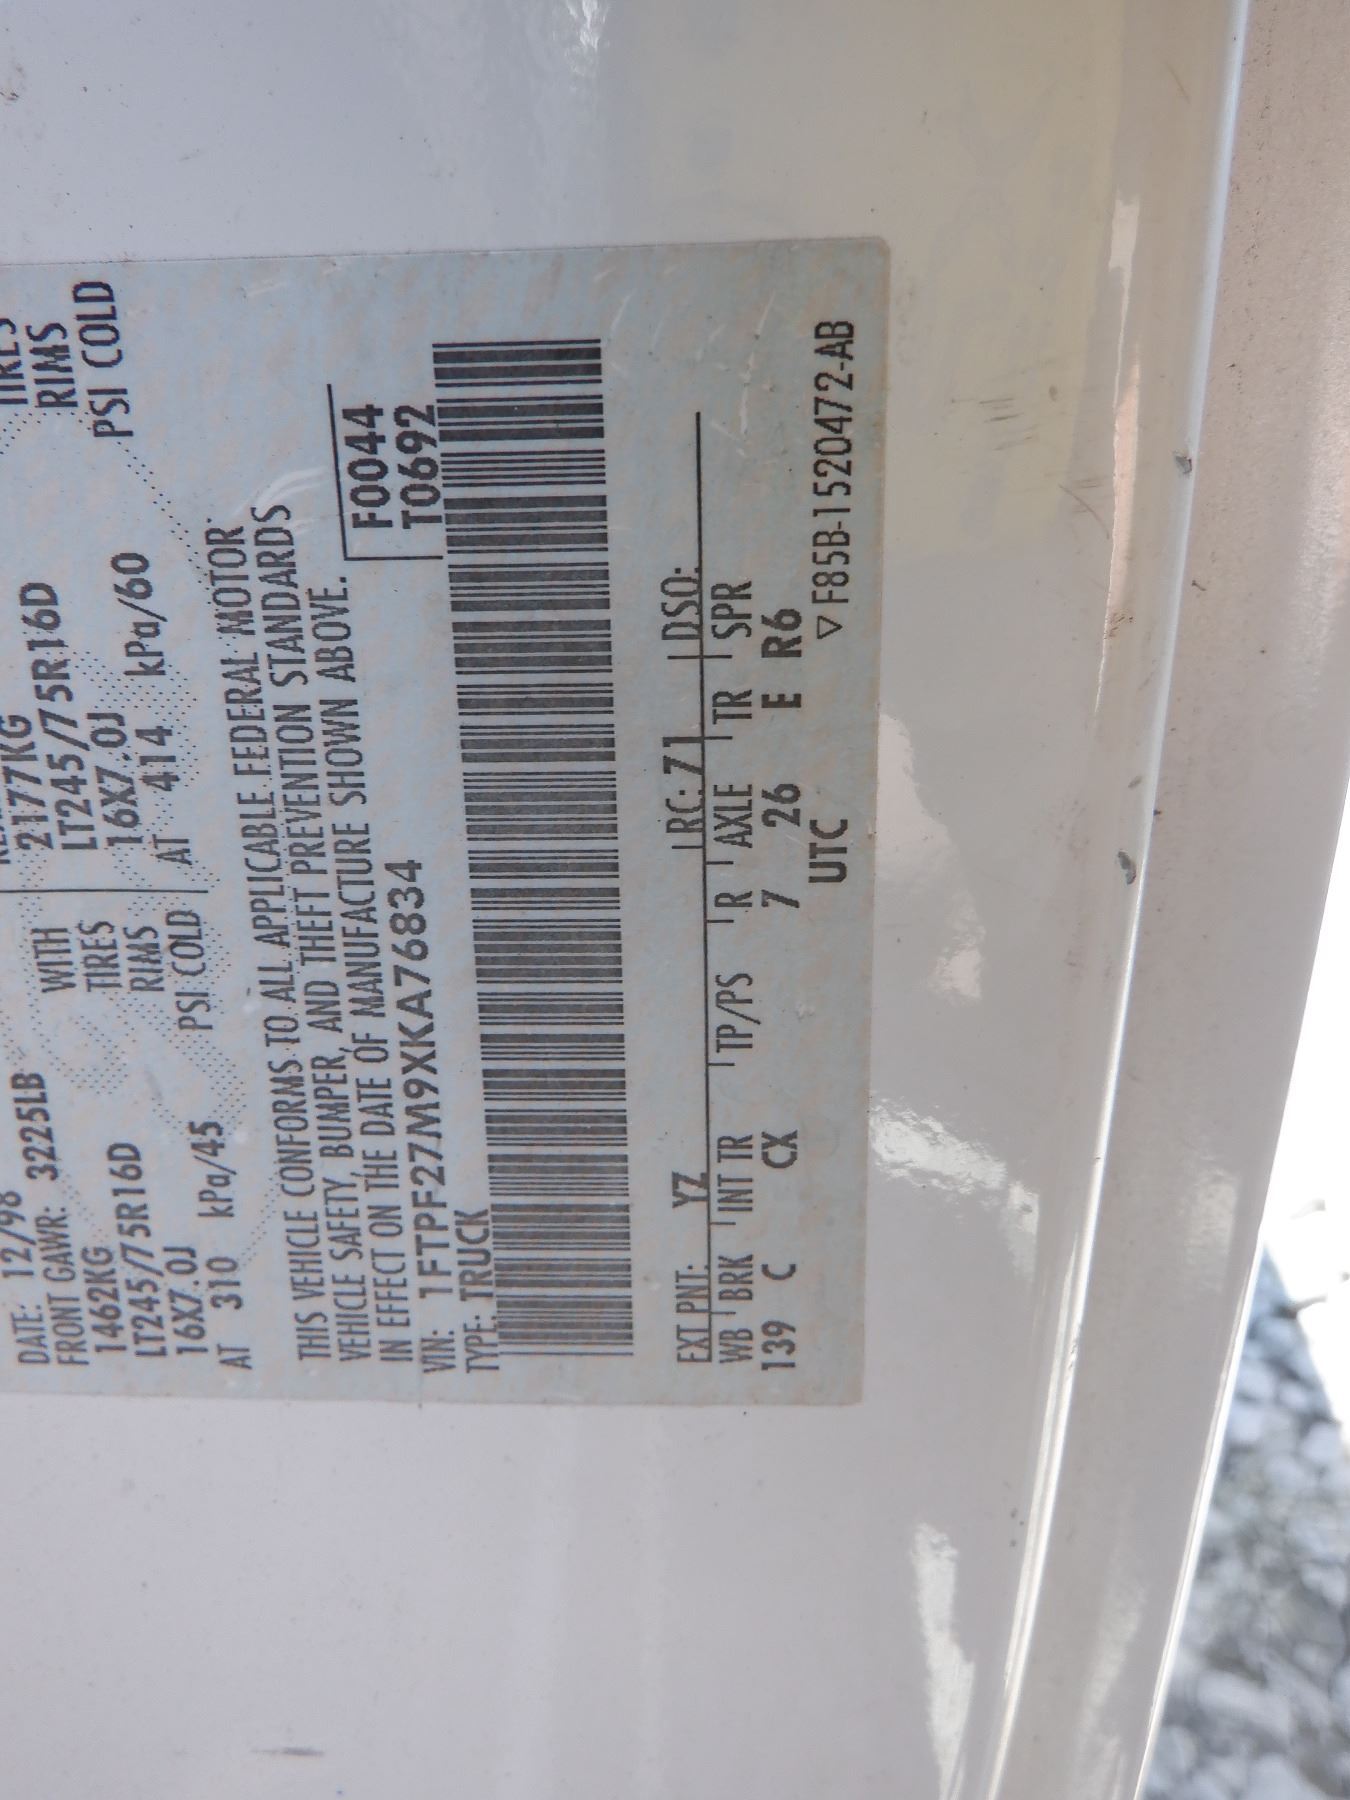 DATE: 12/98
FRONT GAWR: 3225LB
1462KG WITH 2177KG TIRES
LT245/75R16D TIRES LT245/75R16D RIMS
16X7.0J RIMS 16X7.0J PSI COLD
AT 310 kPa/45 PSI COLD AT 414 kPa/60
THIS VEHICLE CONFORMS TO ALL APPLICABLE FEDERAL MOTOR
VEHICLE SAFETY, BUMPER, AND THEFT PREVENTION STANDARDS
IN EFFECT ON THE DATE OF MANUFACTURE SHOWN ABOVE.
VIN: 1FTPF27M9XKA76834 F0044
TYPE: TRUCK T0692
EXT PNT: YZ RC: 71 DSO:
WB BRK INT TR TP/PS R AXLE TR SPR
139 C CX 7 26 E R6
UTC
▽ F85B-1520472-AB